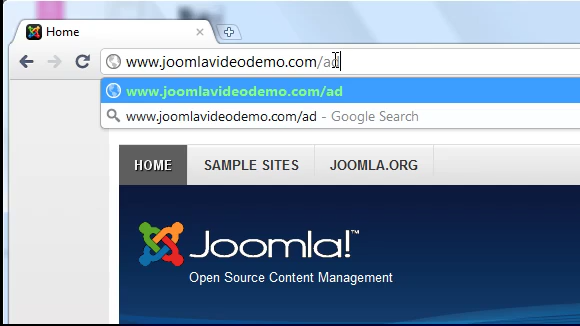 Home
www.joomlavideodemo.com/ad
www.joomlavideodemo.com/ad
www.joomlavideodemo.com/ad - Google Search
HOME SAMPLE SITES JOOMLA.ORG
Joomla!™
Open Source Content Management